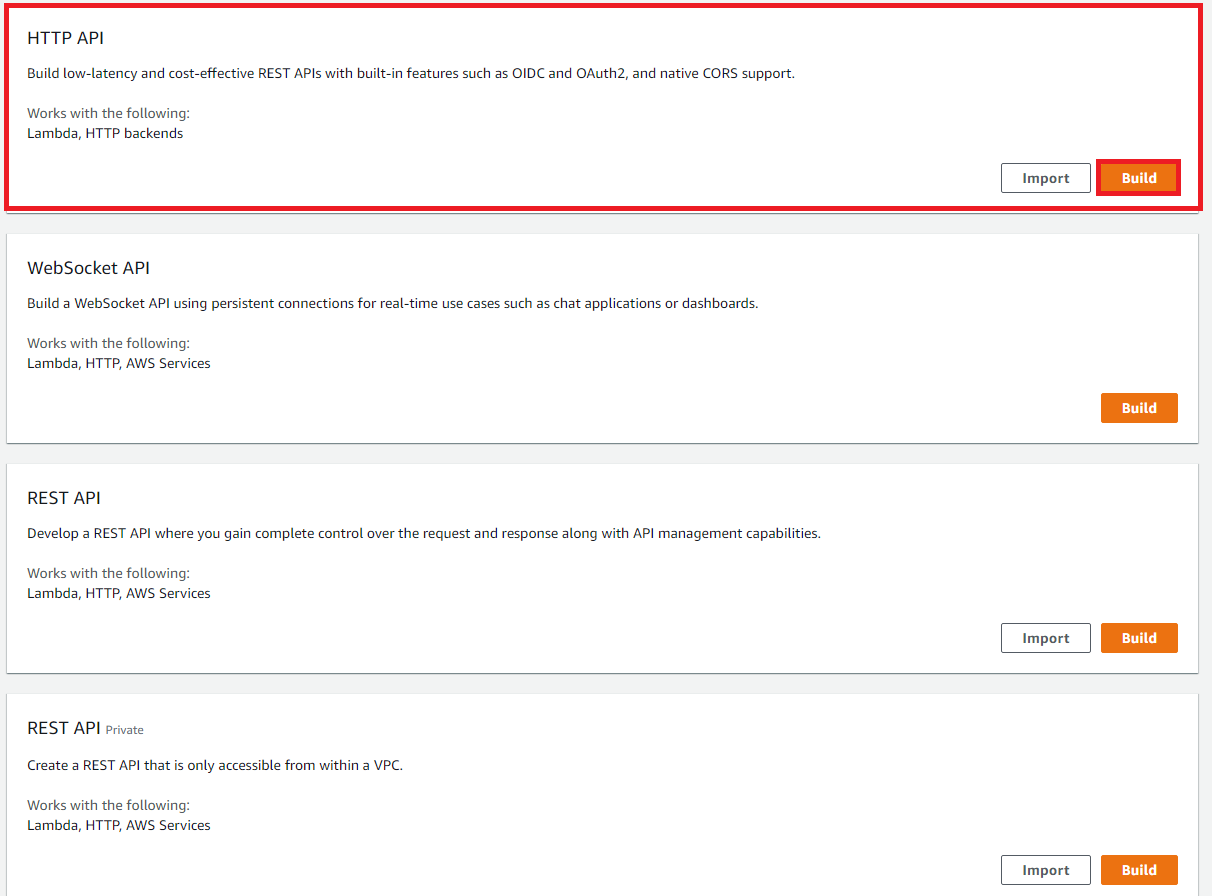 HTTP API
Build low-latency and cost-effective REST APIs with built-in features such as OIDC and OAuth2, and native CORS support.
Works with the following:
Lambda, HTTP backends
Import Build
WebSocket API
Build a WebSocket API using persistent connections for real-time use cases such as chat applications or dashboards.
Works with the following:
Lambda, HTTP, AWS Services
Build
REST API
Develop a REST API where you gain complete control over the request and response along with API management capabilities.
Works with the following:
Lambda, HTTP, AWS Services
Import Build
REST API Private
Create a REST API that is only accessible from within a VPC.
Works with the following:
Lambda, HTTP, AWS Services
Import Build